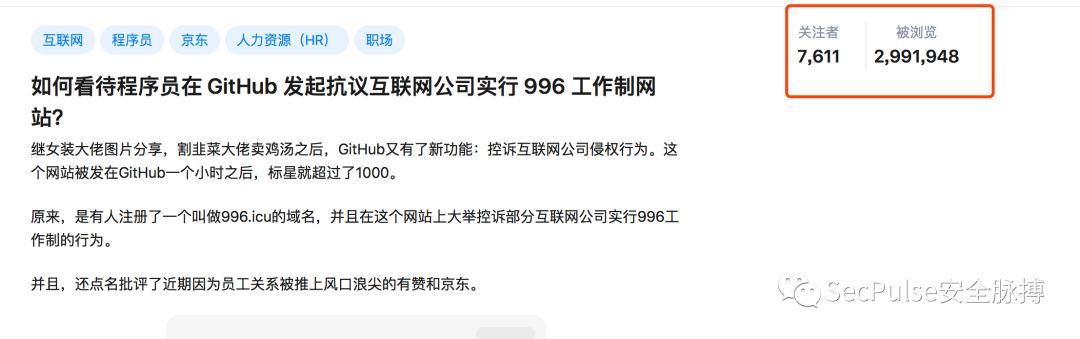 互联网 程序员 京东 人力资源（HR） 职场
关注者 被浏览
7,611 2,991,948
如何看待程序员在 GitHub 发起抗议互联网公司实行 996 工作制网
站？
继女装大佬图片分享，割韭菜大佬卖鸡汤之后，GitHub又有了新功能：控诉互联网公司侵权行为。这
个网站被发在GitHub一个小时之后，标星就超过了1000。
原来，是有人注册了一个叫做996.icu的域名，并且在这个网站上大举控诉部分互联网公司实行996工
作制的行为。
并且，还点名批评了近期因为员工关系被推上风口浪尖的有赞和京东。
SecPulse安全脉搏